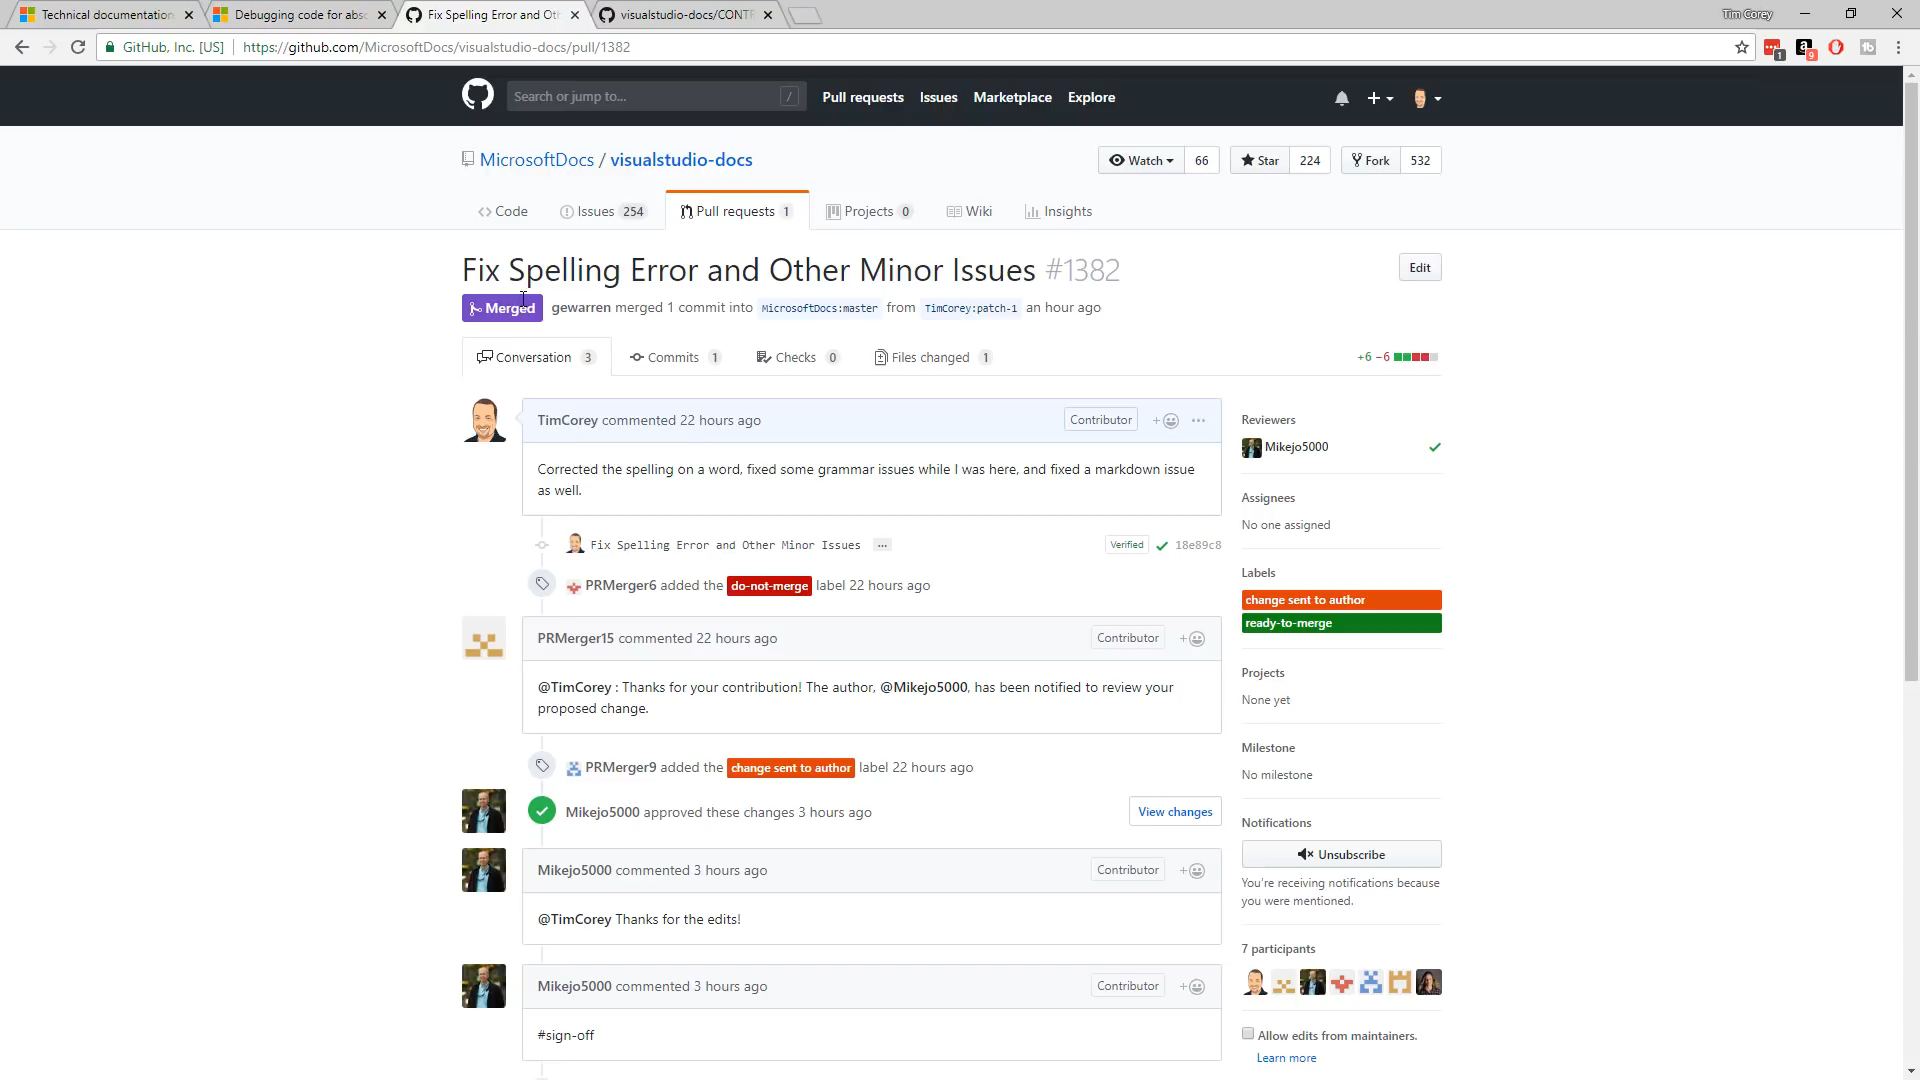 Technical documentation
Debugging code for abso
Fix Spelling Error and Oth
visualstudio-docs/CONTR
Tim Corey
GitHub, Inc. [US]
https://github.com/MicrosoftDocs/visualstudio-docs/pull/1382
1
9
Search or jump to...
/
Pull requests
Issues
Marketplace
Explore
MicrosoftDocs / visualstudio-docs
Watch 66
Star 224
Fork 532
Code
Issues 254
Pull requests 1
Projects 0
Wiki
Insights
Fix Spelling Error and Other Minor Issues #1382
Edit
Merged gewarren merged 1 commit into MicrosoftDocs:master from TimCorey:patch-1 an hour ago
Conversation 3
Commits 1
Checks 0
Files changed 1
+6 −6
TimCorey commented 22 hours ago
Contributor
Corrected the spelling on a word, fixed some grammar issues while I was here, and fixed a markdown issue
as well.
Fix Spelling Error and Other Minor Issues ...
Verified 18e89c8
PRMerger6 added the do-not-merge label 22 hours ago
PRMerger15 commented 22 hours ago
Contributor
@TimCorey : Thanks for your contribution! The author, @Mikejo5000, has been notified to review your
proposed change.
PRMerger9 added the change sent to author label 22 hours ago
Mikejo5000 approved these changes 3 hours ago
View changes
Mikejo5000 commented 3 hours ago
Contributor
@TimCorey Thanks for the edits!
Mikejo5000 commented 3 hours ago
Contributor
#sign-off
Reviewers
Mikejo5000
Assignees
No one assigned
Labels
change sent to author
ready-to-merge
Projects
None yet
Milestone
No milestone
Notifications
Unsubscribe
You're receiving notifications because
you were mentioned.
7 participants
Allow edits from maintainers.
Learn more